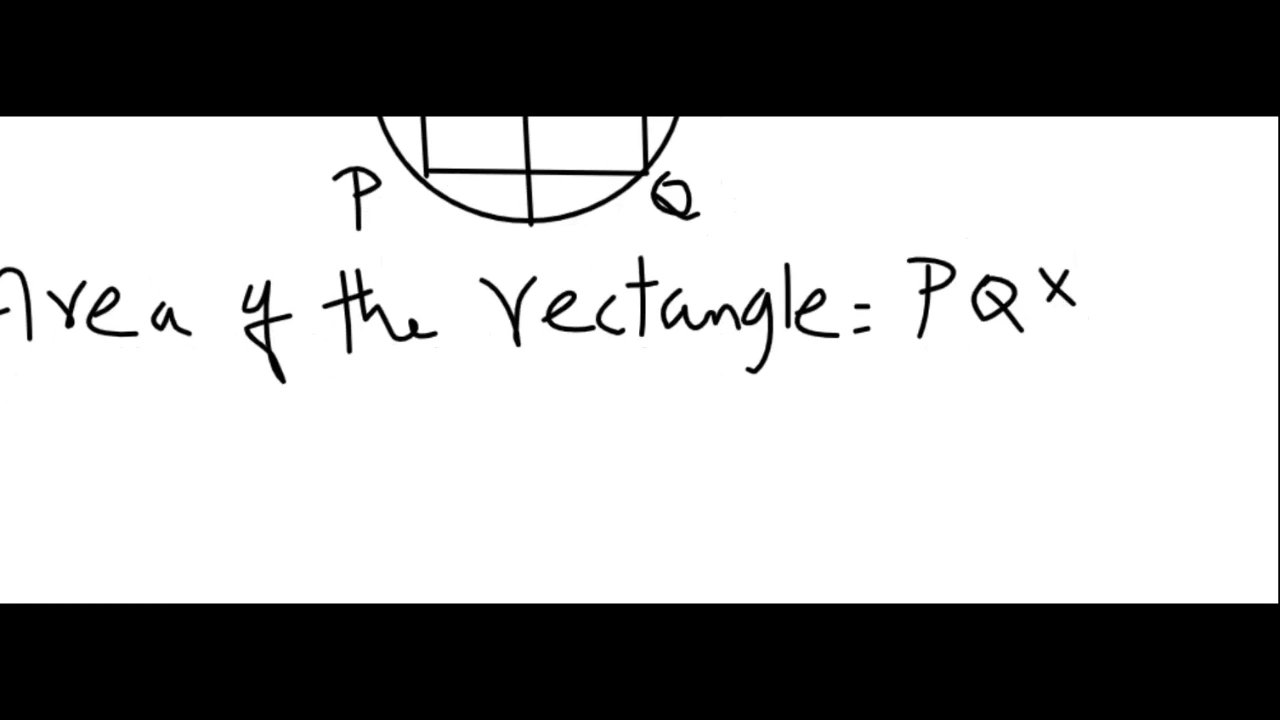 P Q
Area of the rectangle = PQ ×